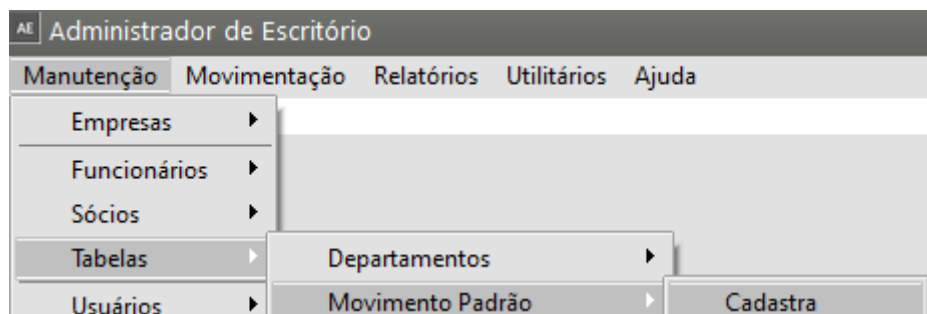 AE Administrador de Escritório
Manutenção Movimentação Relatórios Utilitários Ajuda
Empresas
Funcionários
Sócios
Tabelas Departamentos
Usuários Movimento Padrão Cadastra